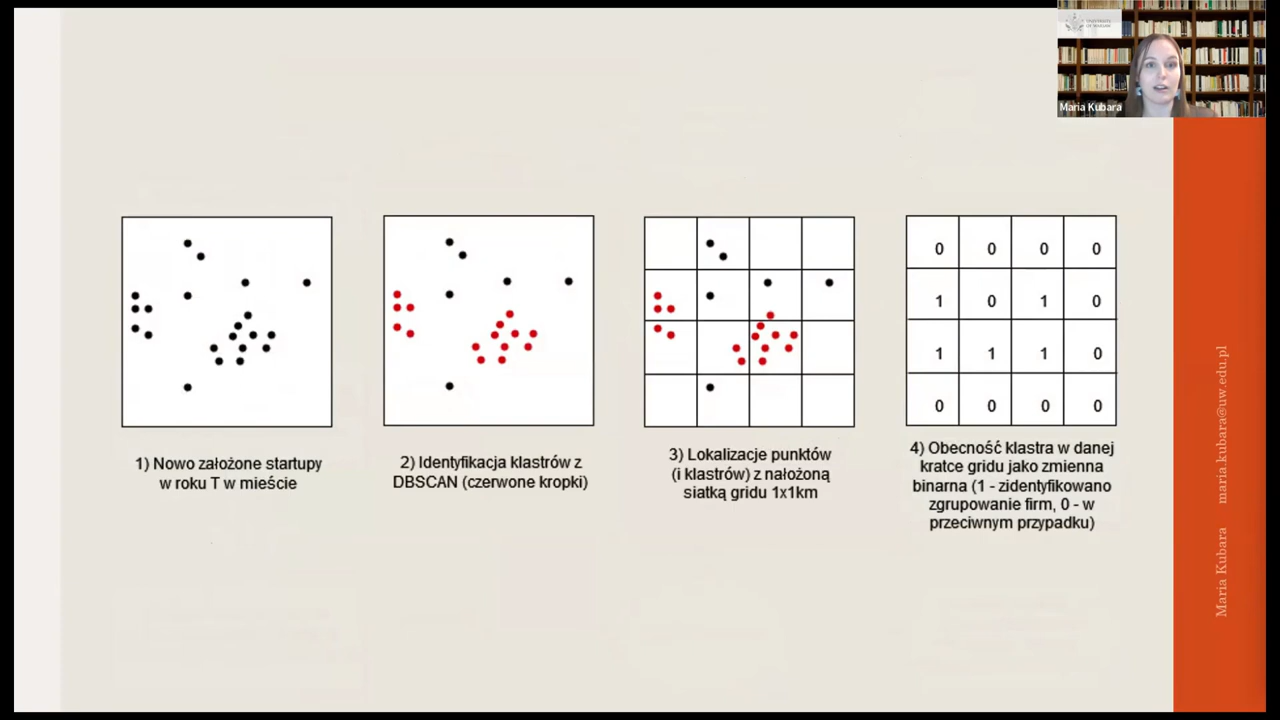 UNIVERSITY
OF WARSAW
Maria Kubara
0 0 0 0
1 0 1 0
1 1 1 0
0 0 0 0
1) Nowo założone startupy
w roku T w mieście
2) Identyfikacja klastrów z
DBSCAN (czerwone kropki)
3) Lokalizacje punktów
(i klastrów) z nałożoną
siatką gridu 1x1km
4) Obecność klastra w danej
kratce gridu jako zmienna
binarna (1 - zidentyfikowano
zgrupowanie firm, 0 - w
przeciwnym przypadku)
Maria Kubara maria.kubara@uw.edu.pl